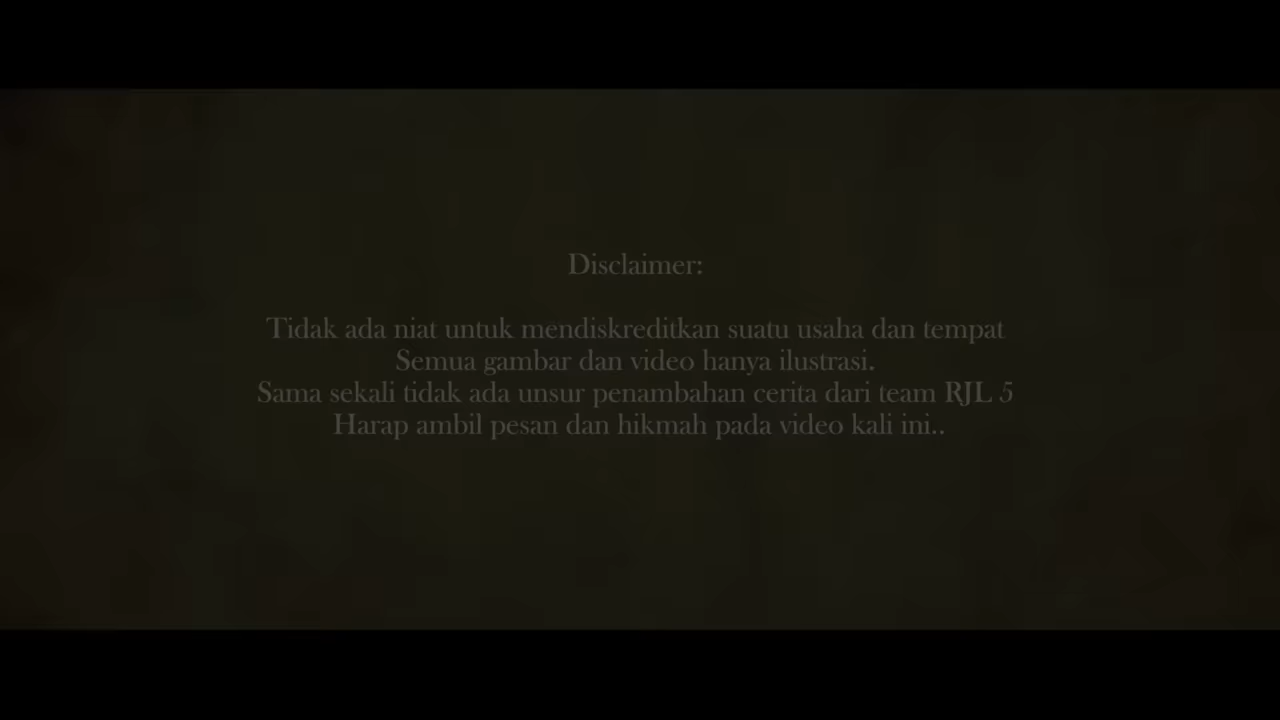 Disclaimer:
Tidak ada niat untuk mendiskreditkan suatu usaha dan tempat
Semua gambar dan video hanya ilustrasi.
Sama sekali tidak ada unsur penambahan cerita dari team RJL 5
Harap ambil pesan dan hikmah pada video kali ini..